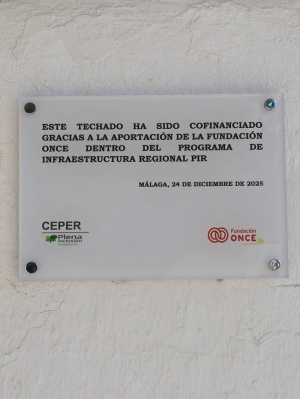 ESTE TECHADO HA SIDO COFINANCIADO
GRACIAS A LA APORTACIÓN DE LA FUNDACIÓN
ONCE DENTRO DEL PROGRAMA DE
INFRAESTRUCTURA REGIONAL PIR
MÁLAGA, 24 DE DICIEMBRE DE 2025
CEPER
Plena
inclusión
Fundación
ONCE